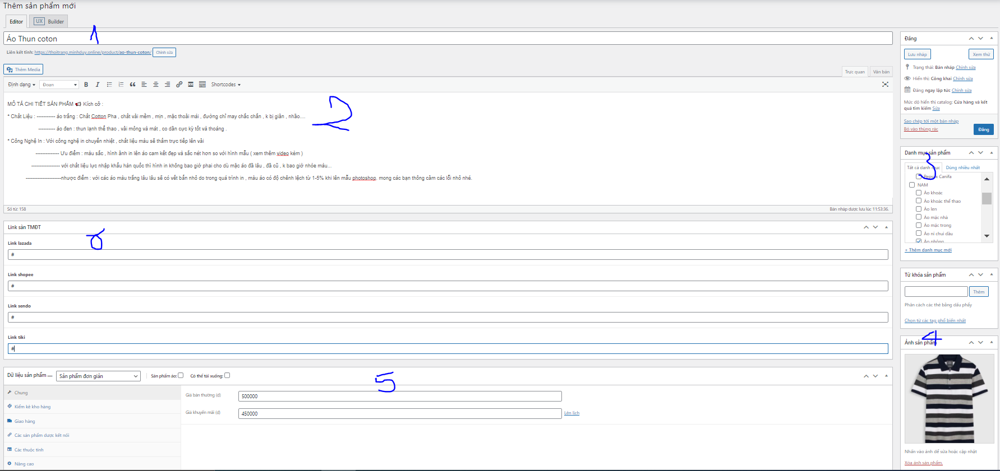 Thêm sản phẩm mới
Editor
UX Builder
1
Áo Thun coton
Liên kết tĩnh: https://thoitrang.minhduy.online/product/ao-thun-coton/ Chỉnh sửa
Thêm Media
Trực quan
Văn bản
Định dạng
Đoạn
B I
Shortcodes
MÔ TẢ CHI TIẾT SẢN PHẨM 📢 Kích cỡ :
2
* Chất Liệu : ----------- áo trắng : Chất Cotton Pha , chất vải mềm , mịn , mặc thoải mái , đường chỉ may chắc chắn , k bị giản , nhão....
---------- áo đen : thun lạnh thể thao , vải mỏng và mát , co dãn cực kỳ tốt và thoáng .
* Công Nghệ In : Với công nghệ in chuyển nhiệt , chất liệu màu sẽ thấm trực tiếp lên vải
-------------- Ưu điểm : màu sắc , hình ảnh in lên áo cam kết đẹp và sắc nét hơn so với hình mẫu ( xem thêm video kèm )
----------------- với chất liệu lực nhập khẩu hàn quốc thì hình in không bao giờ phai cho dù mặc áo đã lâu , đã cũ , k bao giờ nhòe màu...
---------------------nhược điểm : với các áo màu trắng lâu lâu sẽ có vết bẩn nhỏ do trong quá trình in , màu áo có độ chênh lệch từ 1-5% khi lên mẫu photoshop. mong các bạn thông cảm các lỗi nhỏ nhé.
Số từ: 158
Bản nháp được lưu lúc 11:53:36.
Link sàn TMĐT
6
Link lazada
#
Link shopee
#
Link sendo
#
Link tiki
#
Dữ liệu sản phẩm —
Sản phẩm đơn giản
Sản phẩm ảo:
Có thể tải xuống:
5
Chung
Kiểm kê kho hàng
Giao hàng
Các sản phẩm được kết nối
Các thuộc tính
Nâng cao
Giá bán thường (đ)
500000
Giá khuyến mãi (đ)
450000
Lên lịch
Đăng
Lưu nháp
Xem thử
Trạng thái: Bản nháp Chỉnh sửa
Hiển thị: Công khai Chỉnh sửa
Đăng ngay lập tức Chỉnh sửa
Mức độ hiển thị catalog: Cửa hàng và kết
quả tìm kiếm Sửa
Sao chép tới một bản nháp
Bỏ vào thùng rác
Đăng
Danh mục sản phẩm
3
Tất cả danh mục
Dùng nhiều nhất
Pepsi x Canifa
NAM
Áo khoác
Áo khoác thể thao
Áo len
Áo mặc nhà
Áo mặc trong
Áo nỉ chui đầu
Áo phông
+ Thêm danh mục mới
Từ khóa sản phẩm
Thêm
Phân cách các thẻ bằng dấu phẩy
Chọn từ các tag phổ biến nhất
4
Ảnh sản phẩm
Nhấn vào ảnh để sửa hoặc cập nhật
Xóa ảnh sản phẩm.